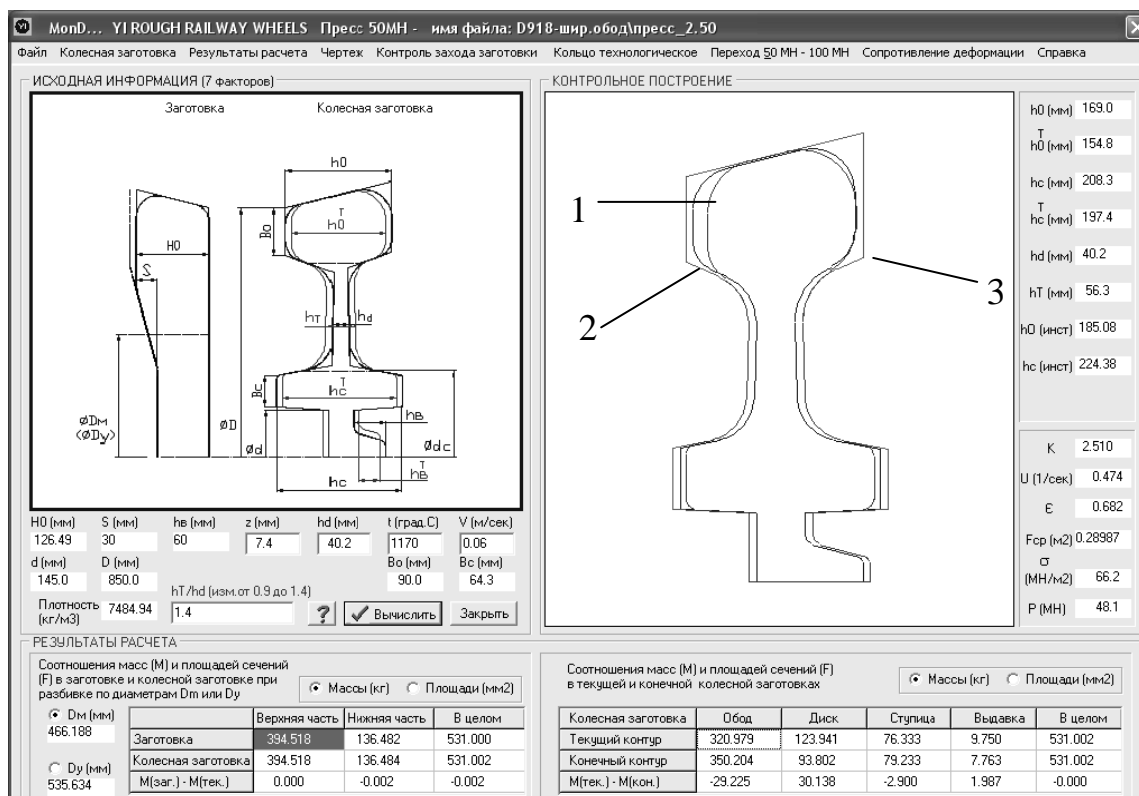 MonD... YI ROUGH RAILWAY WHEELS Пресс 50МН - имя файла: D918-шир.обод\пресс_2.50
Файл Колесная заготовка Результаты расчета Чертеж Контроль захода заготовки Кольцо технологическое Переход 50 МН - 100 МН Сопротивление деформации Справка
ИСХОДНАЯ ИНФОРМАЦИЯ (7 факторов)
Заготовка Колесная заготовка
h0
T
h0
Bo
H0
S
hT hd
T
hc
Bc
hв
ØDм
(ØDy)
ØD
Ød
Ødc
T
hв
hc
H0 (мм) S (мм) hв (мм) z (мм) hd (мм) t (град.С) V (м/сек)
126.49 30 60 7.4 40.2 1170 0.06
d (мм) D (мм) Bo (мм) Bc (мм)
145.0 850.0 90.0 64.3
hT/hd (изм.от 0.9 до 1.4)
Плотность (кг/м3) 7484.94 1.4 ? Вычислить Закрыть
КОНТРОЛЬНОЕ ПОСТРОЕНИЕ
1
2
3
h0 (мм) 169.0
T
h0 (мм) 154.8
hc (мм) 208.3
T
hc (мм) 197.4
hd (мм) 40.2
hT (мм) 56.3
h0 (инст) 185.08
hc (инст) 224.38
К 2.510
U (1/сек) 0.474
Є 0.682
Fcp (м2) 0.28987
σ
(МН/м2) 66.2
P (МН) 48.1
РЕЗУЛЬТАТЫ РАСЧЕТА
Соотношения масс (М) и площадей сечений
(F) в заготовке и колесной заготовке при
разбивке по диаметрам Dm или Dy
Массы (кг) Площади (мм2)
Dм (мм)
466.188
Dy (мм)
535.634
Верхняя часть Нижняя часть В целом
Заготовка 394.518 136.482 531.000
Колесная заготовка 394.518 136.484 531.002
М(заг.) - М(тек.) 0.000 -0.002 -0.002
Соотношения масс (М) и площадей сечений (F)
в текущей и конечной колесной заготовках
Массы (кг) Площади (мм2)
Колесная заготовка Обод Диск Ступица Выдавка В целом
Текущий контур 320.979 123.941 76.333 9.750 531.002
Конечный контур 350.204 93.802 79.233 7.763 531.002
М(тек.) - М(кон.) -29.225 30.138 -2.900 1.987 -0.000